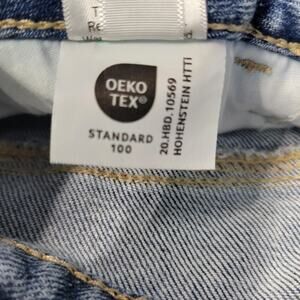 OEKO
TEX®
STANDARD
100
20.HBD.10569
HOHENSTEIN HTTI